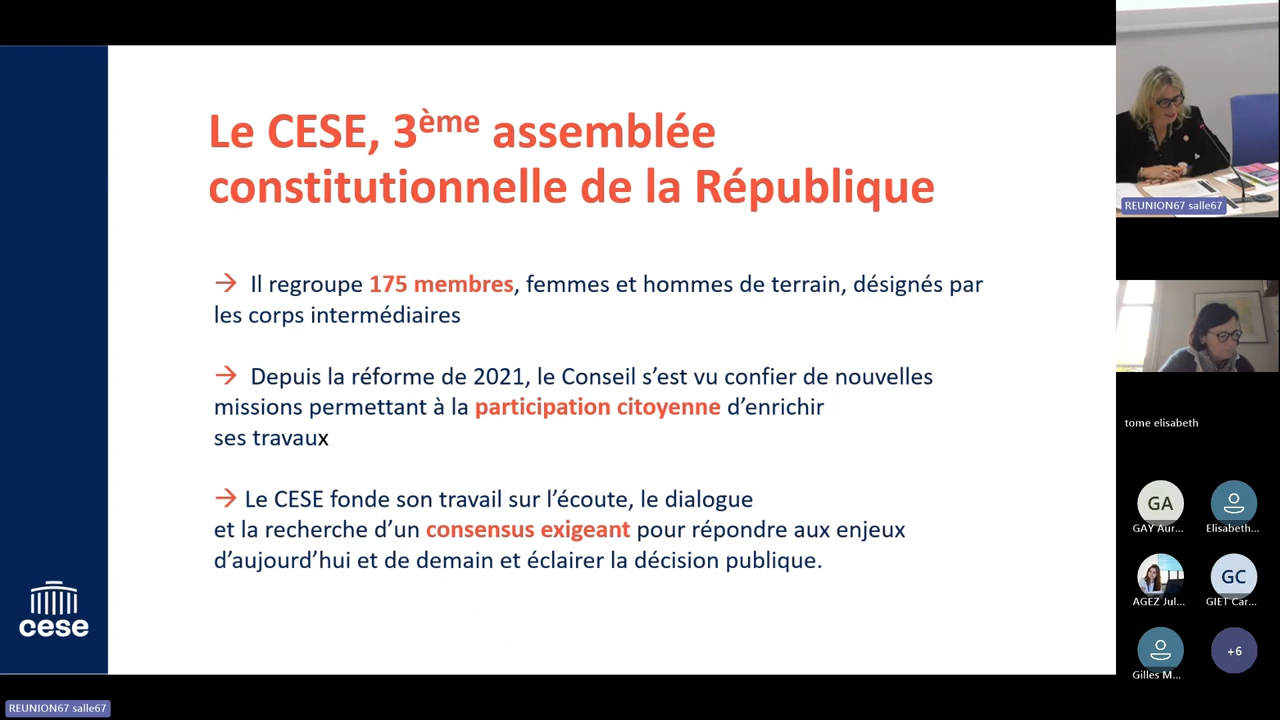 Le CESE, 3ème assemblée
constitutionnelle de la République
→ Il regroupe 175 membres, femmes et hommes de terrain, désignés par
les corps intermédiaires
→ Depuis la réforme de 2021, le Conseil s’est vu confier de nouvelles
missions permettant à la participation citoyenne d’enrichir
ses travaux
→ Le CESE fonde son travail sur l’écoute, le dialogue
et la recherche d’un consensus exigeant pour répondre aux enjeux
d’aujourd’hui et de demain et éclairer la décision publique.
cese
REUNION67 salle67
REUNION67 salle67
tome elisabeth
GA
GAY Aur...
Elisabeth...
AGEZ Jul...
GC
GIET Car...
Gilles M...
+6